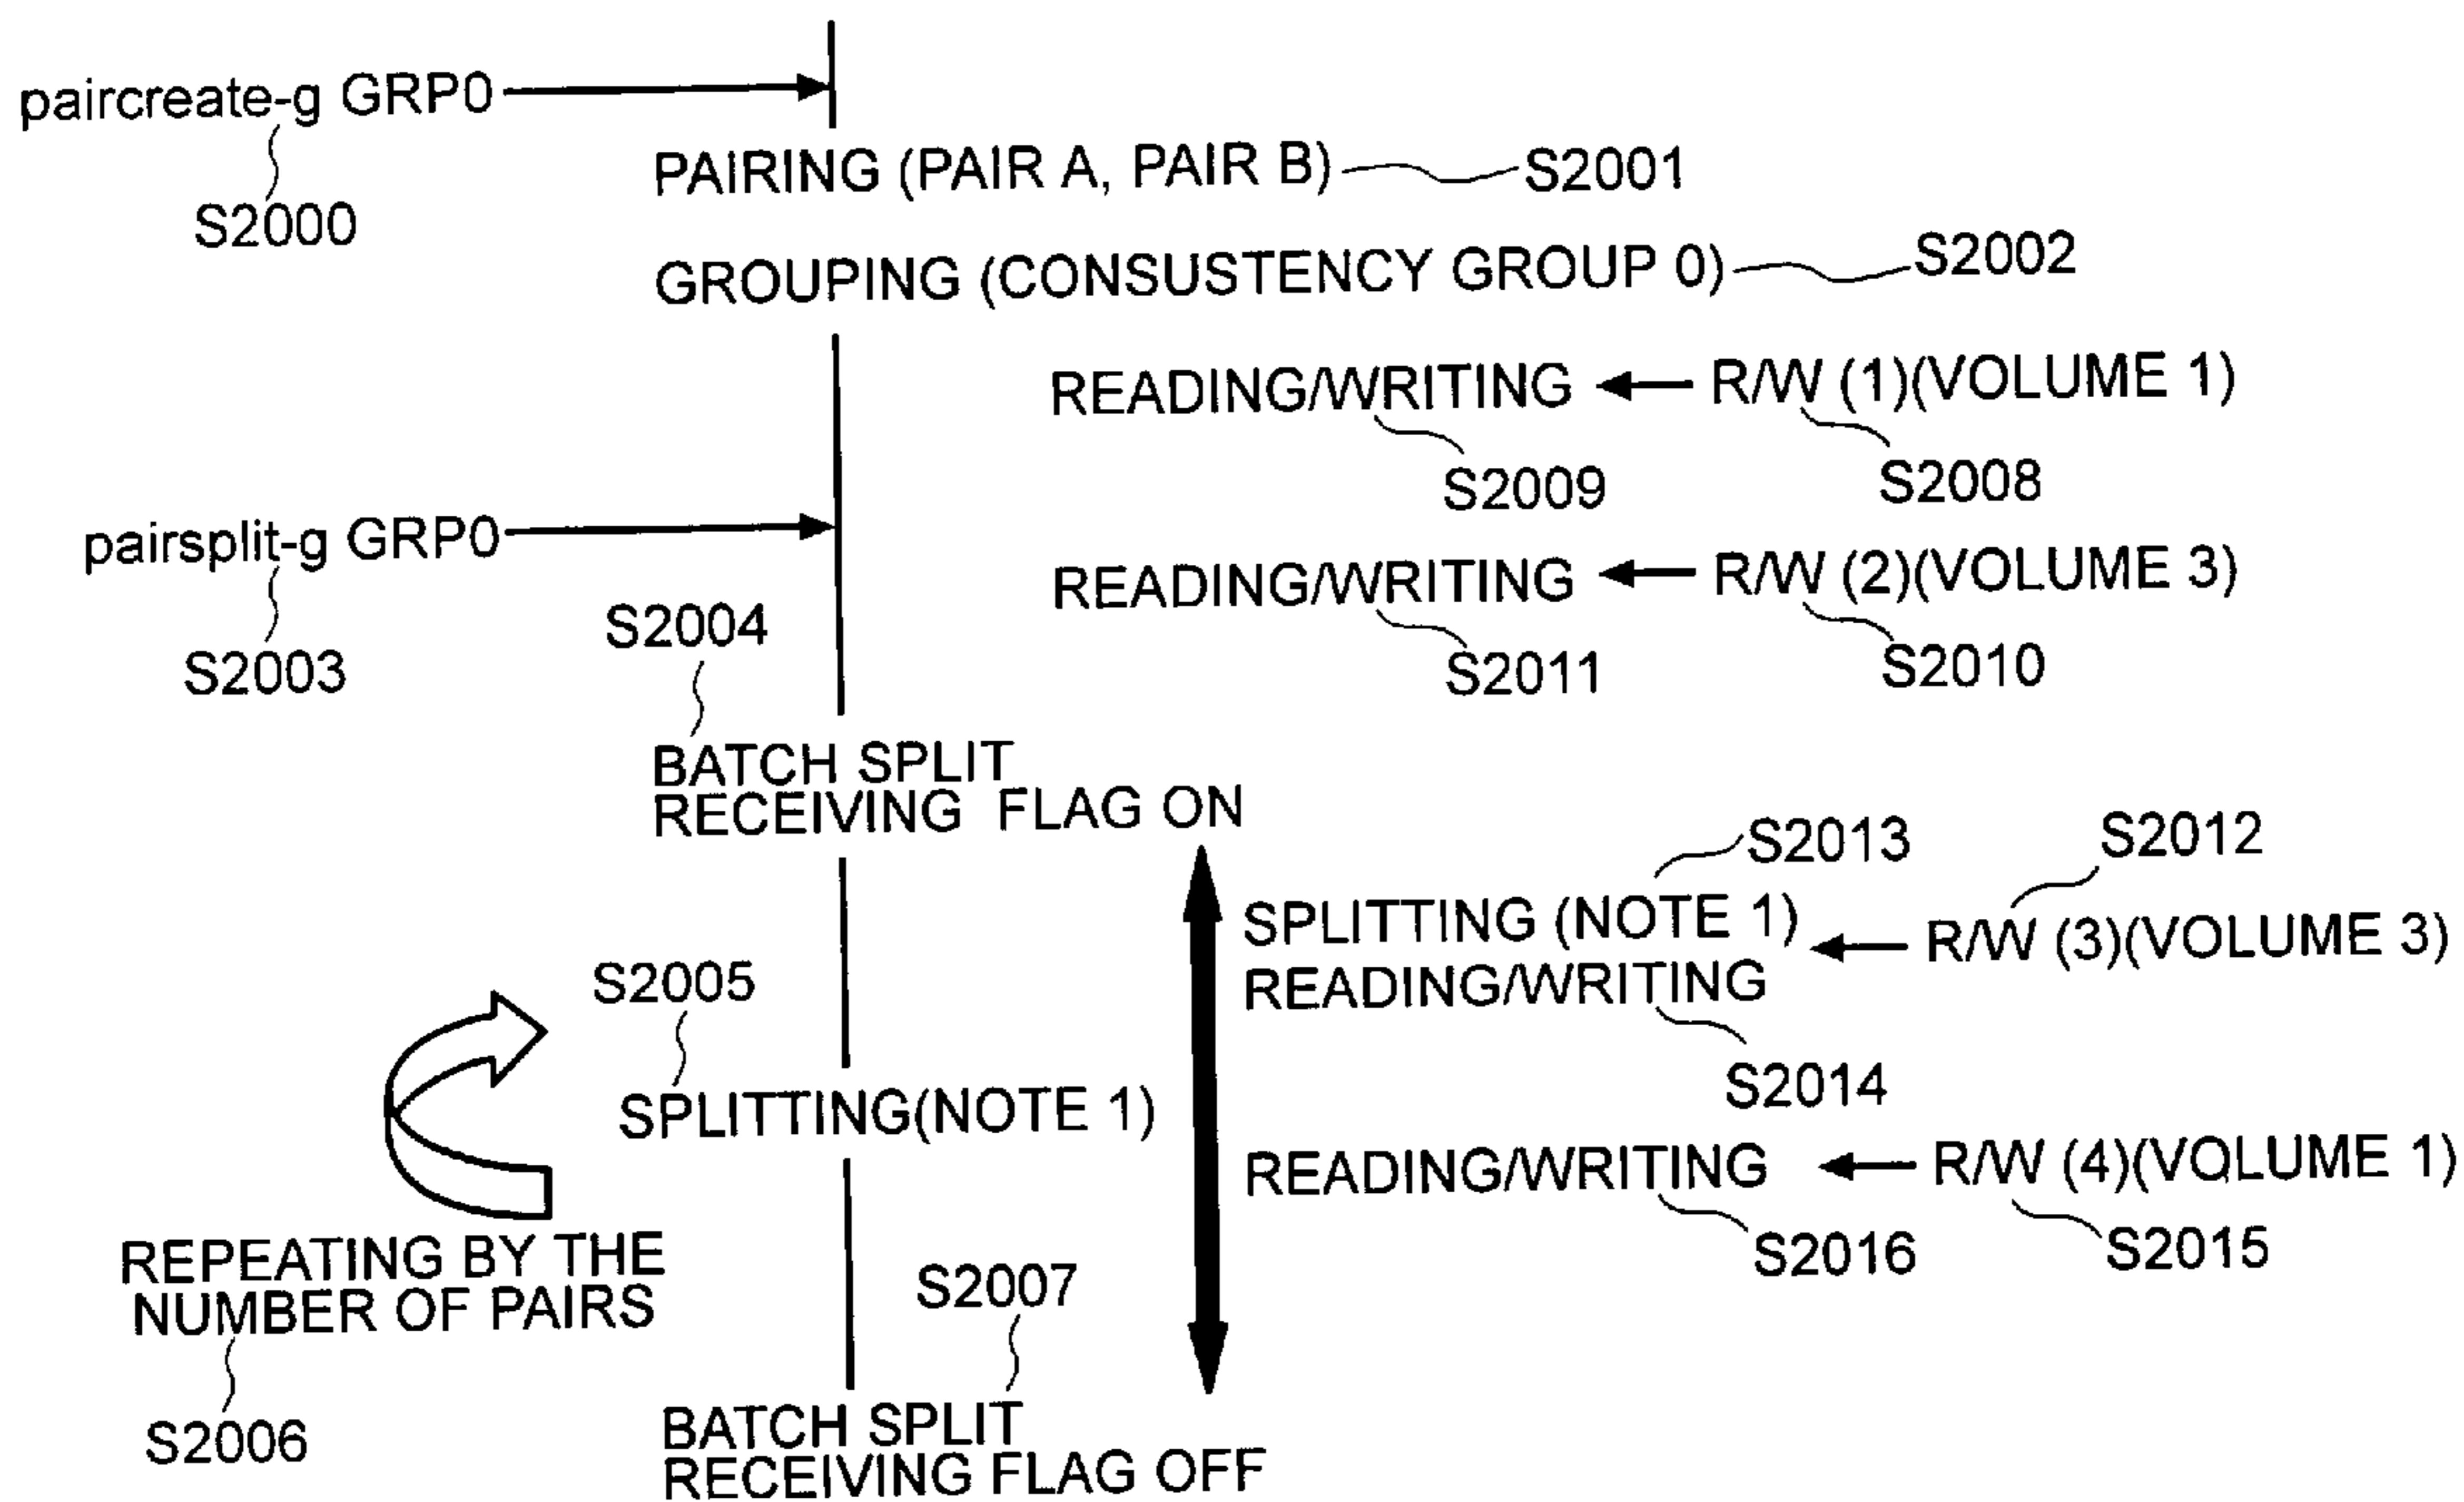 paircreate-g GRP0
S2000
PAIRING (PAIR A, PAIR B)
S2001
GROUPING (CONSUSTENCY GROUP 0)
S2002
READING/WRITING
R/W (1)(VOLUME 1)
S2009
S2008
pairsplit-g GRP0
S2003
READING/WRITING
R/W (2)(VOLUME 3)
S2011
S2010
S2004
BATCH SPLIT
RECEIVING FLAG ON
S2013
S2012
SPLITTING (NOTE 1)
READING/WRITING
R/W (3)(VOLUME 3)
S2014
S2005
SPLITTING(NOTE 1)
READING/WRITING
R/W (4)(VOLUME 1)
S2016
S2015
REPEATING BY THE
NUMBER OF PAIRS
S2006
S2007
BATCH SPLIT
RECEIVING FLAG OFF